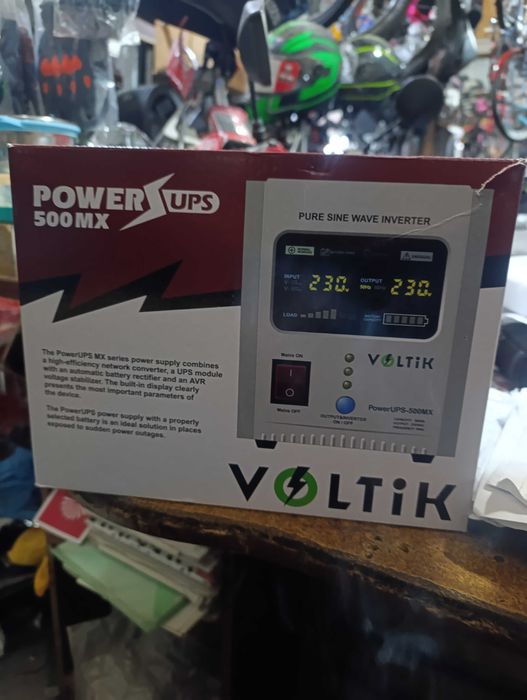 POWER UPS
500MX
PURE SINE WAVE INVERTER
INPUT
230
OUTPUT
230
LOAD
BATTERY
CAPACITY
VOLTiK
Mains ON
Mains OFF
PowerUPS-500MX
OUTPUT&INVERTER
ON / OFF
The PowerUPS MX series power supply combines
a high-efficiency network converter, a UPS module
with an automatic battery rectifier and an AVR
voltage stabilizer. The built-in display clearly
presents the most important parameters of
the device.
The PowerUPS power supply with a properly
selected battery is an ideal solution in places
exposed to sudden power outages.
VOLTiK